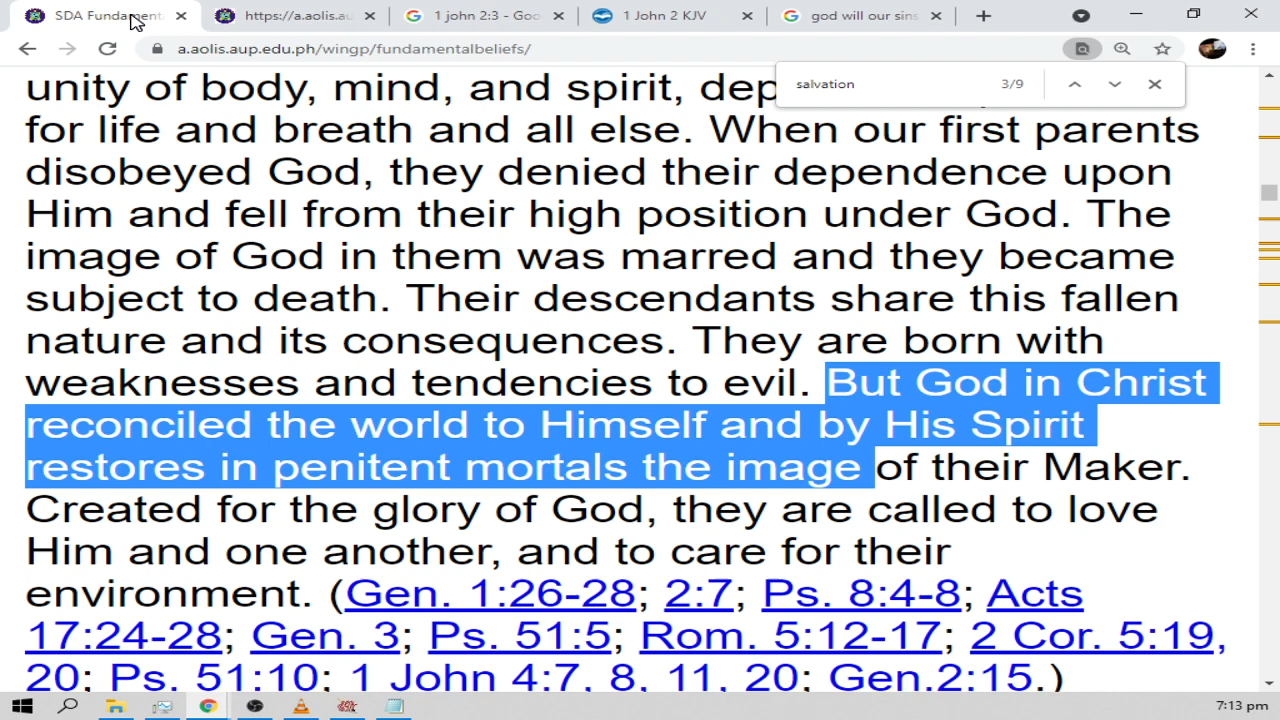 SDA Fundament
https://a.aolis.au
1 john 2:3 - Goo
1 John 2 KJV
god will our sins
a.aolis.aup.edu.ph/wingp/fundamentalbeliefs/
salvation 3/9
unity of body, mind, and spirit, dep
for life and breath and all else. When our first parents
disobeyed God, they denied their dependence upon
Him and fell from their high position under God. The
image of God in them was marred and they became
subject to death. Their descendants share this fallen
nature and its consequences. They are born with
weaknesses and tendencies to evil. But God in Christ
reconciled the world to Himself and by His Spirit
restores in penitent mortals the image of their Maker.
Created for the glory of God, they are called to love
Him and one another, and to care for their
environment. (Gen. 1:26-28; 2:7; Ps. 8:4-8; Acts
17:24-28; Gen. 3; Ps. 51:5; Rom. 5:12-17; 2 Cor. 5:19,
20; Ps. 51:10; 1 John 4:7, 8, 11, 20; Gen.2:15.)
7:13 pm